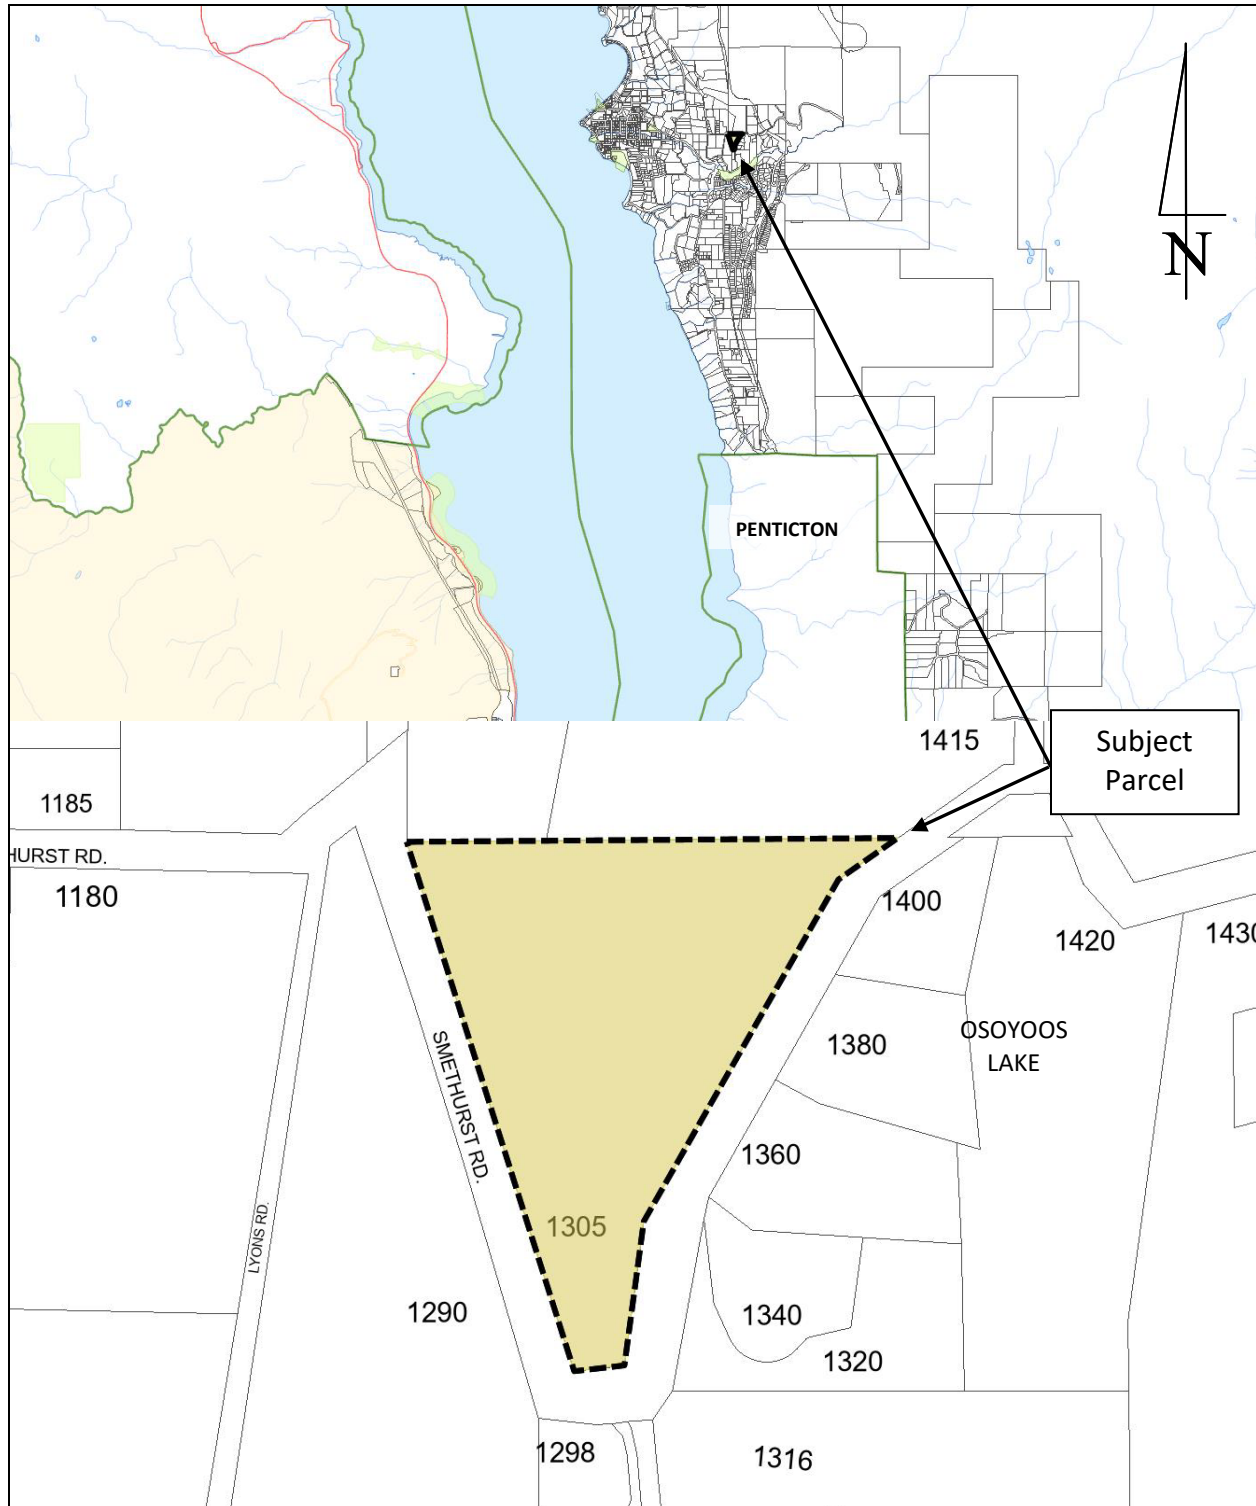 N
PENTICTON
Subject
Parcel
1415
1185
HURST RD.
1180
1400
1420
1430
SMETHURST RD.
1380
OSOYOOS
LAKE
1360
LYONS RD.
1305
1290
1340
1320
1298
1316